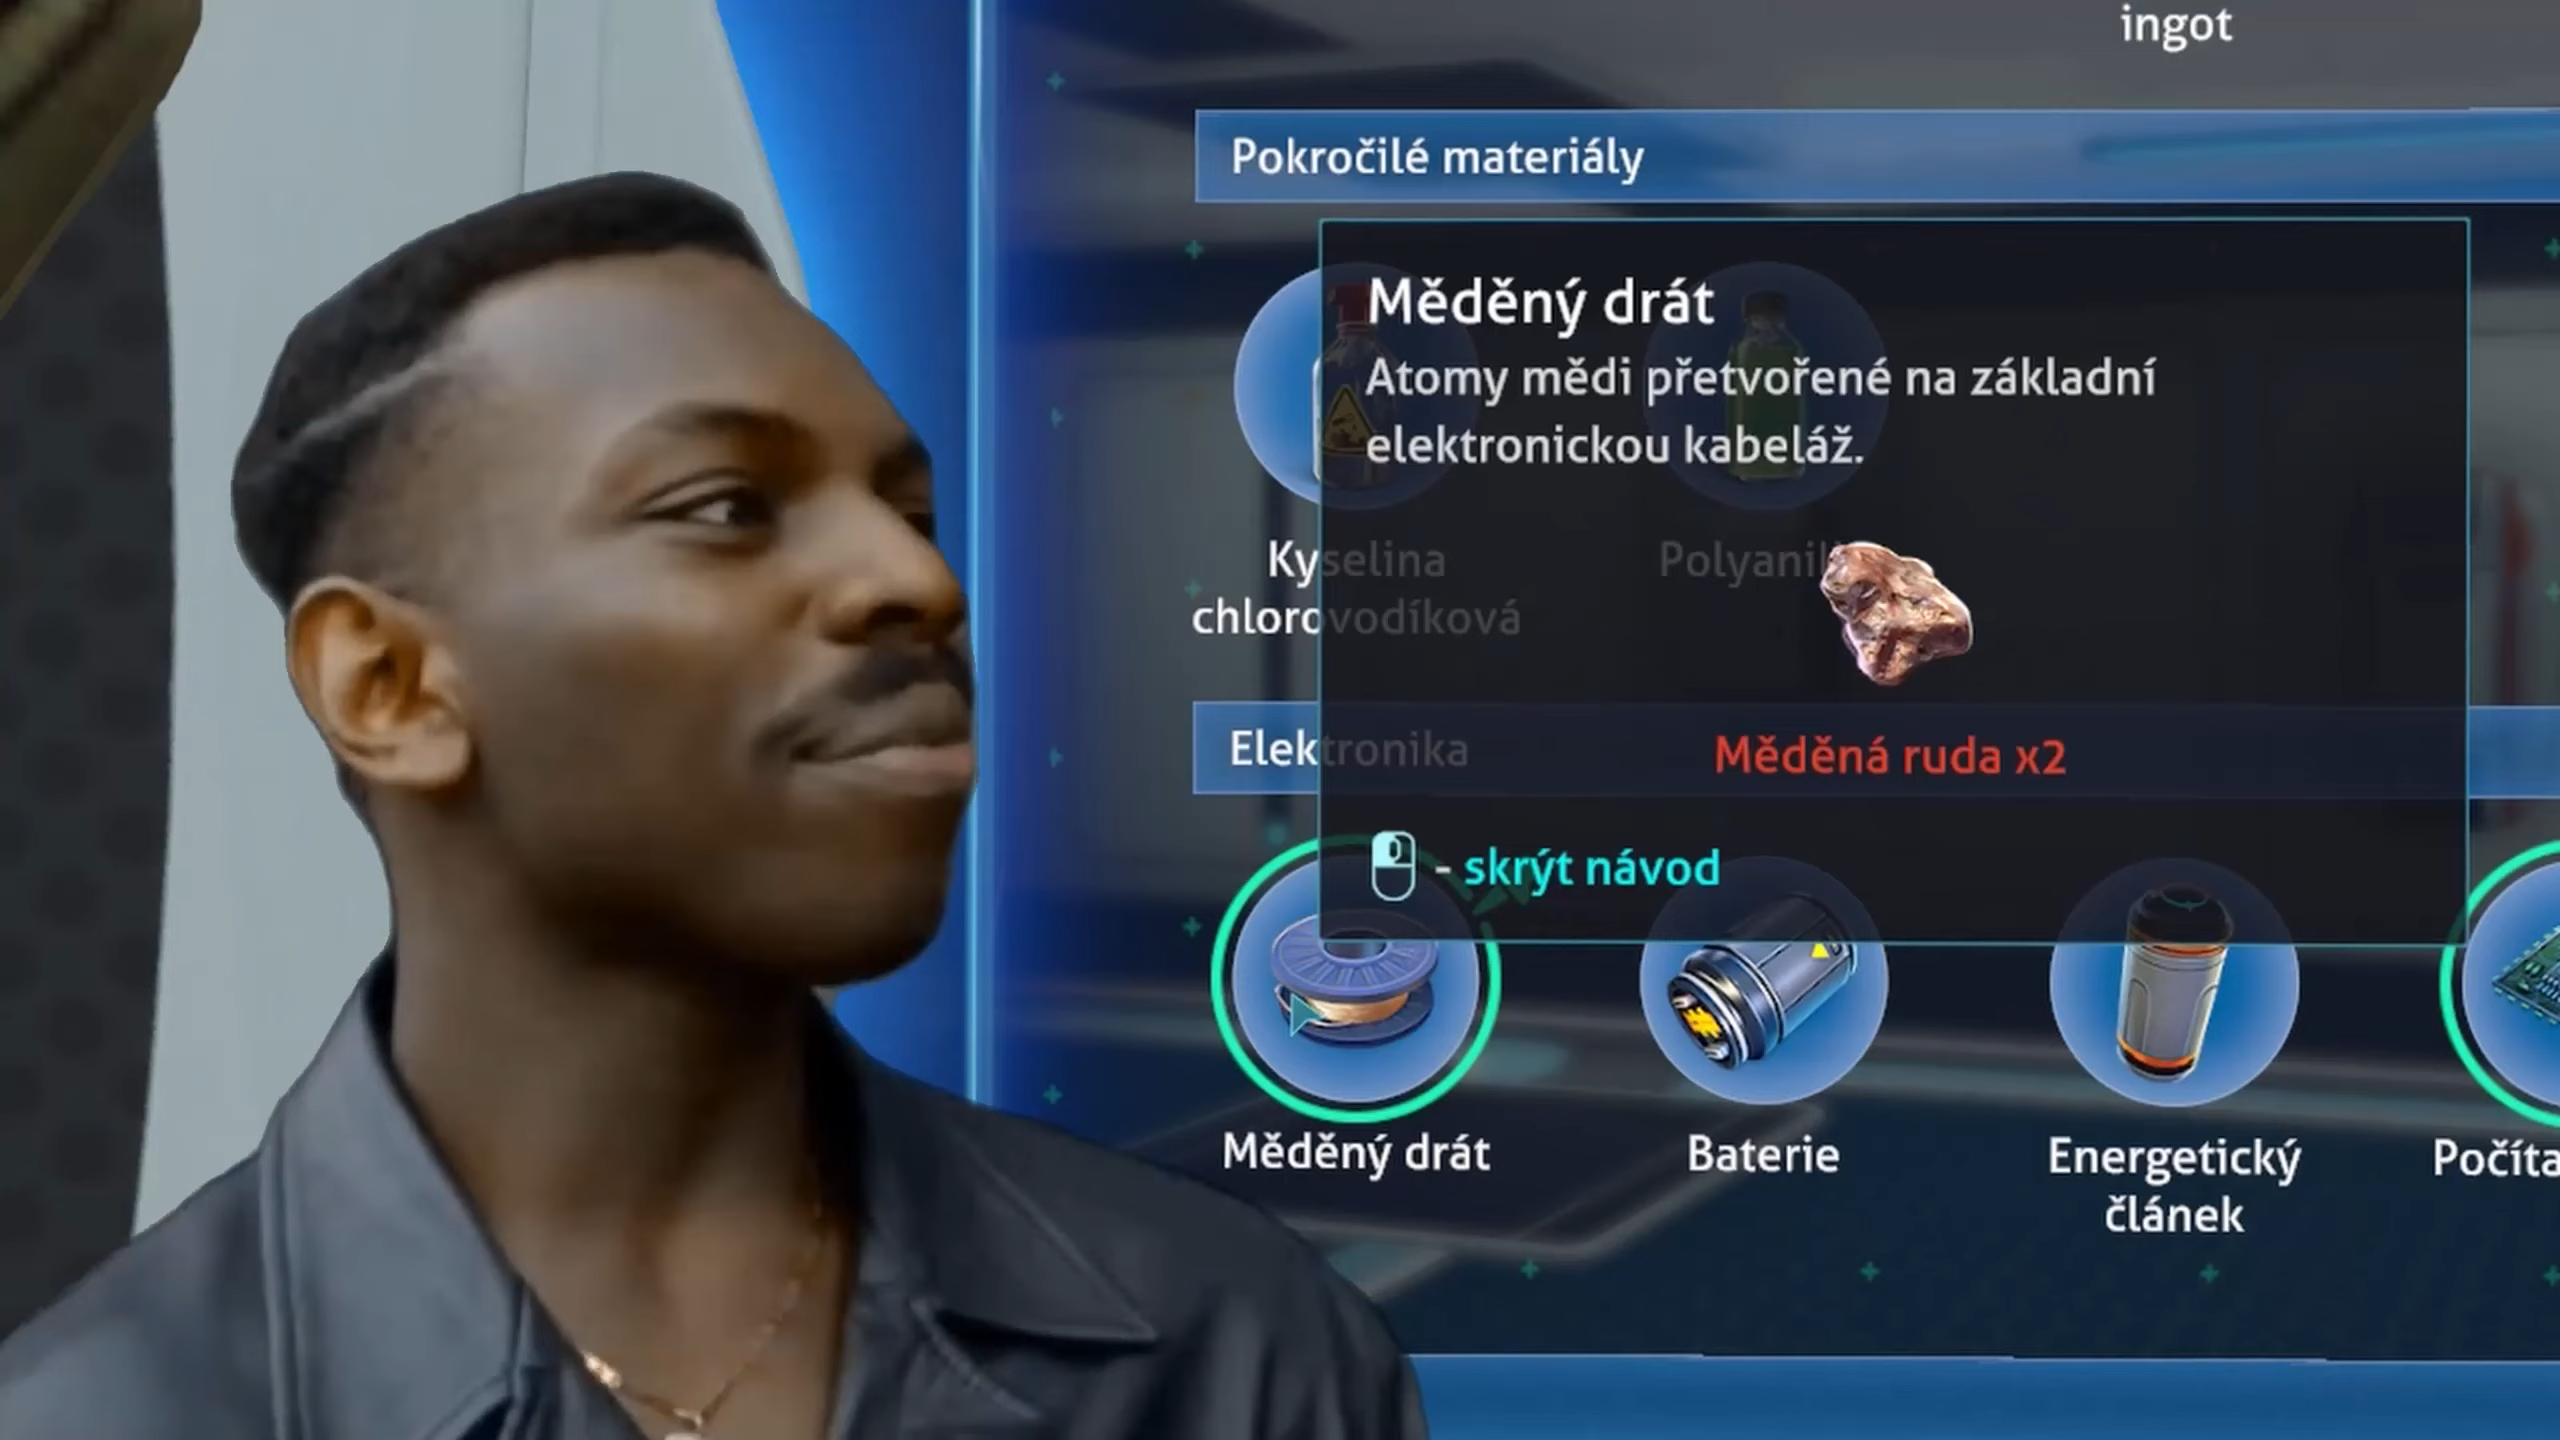 ingot
Pokročilé materiály
Měděný drát
Atomy mědi přetvořené na základní
elektronickou kabeláž.
Kyselina
chlorovodíková
Měděná ruda x2
Elektronika
- skrýt návod
Měděný drát
Baterie
Energetický
článek